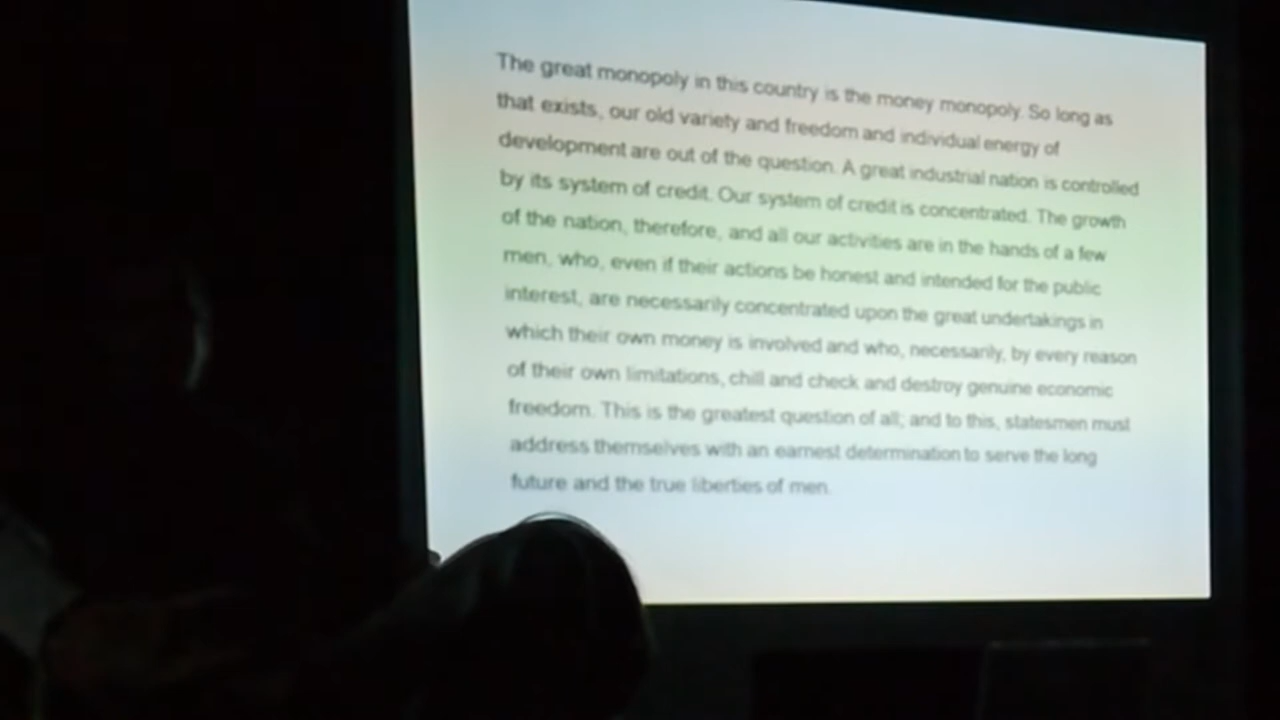 The great monopoly in this country is the money monopoly. So long as
that exists, our old variety and freedom and individual energy of
development are out of the question. A great industrial nation is controlled
by its system of credit. Our system of credit is concentrated. The growth
of the nation, therefore, and all our activities are in the hands of a few
men, who, even if their actions be honest and intended for the public
interest, are necessarily concentrated upon the great undertakings in
which their own money is involved and who, necessarily, by every reason
of their own limitations, chill and check and destroy genuine economic
freedom. This is the greatest question of all; and to this, statesmen must
address themselves with an earnest determination to serve the long
future and the true liberties of men.